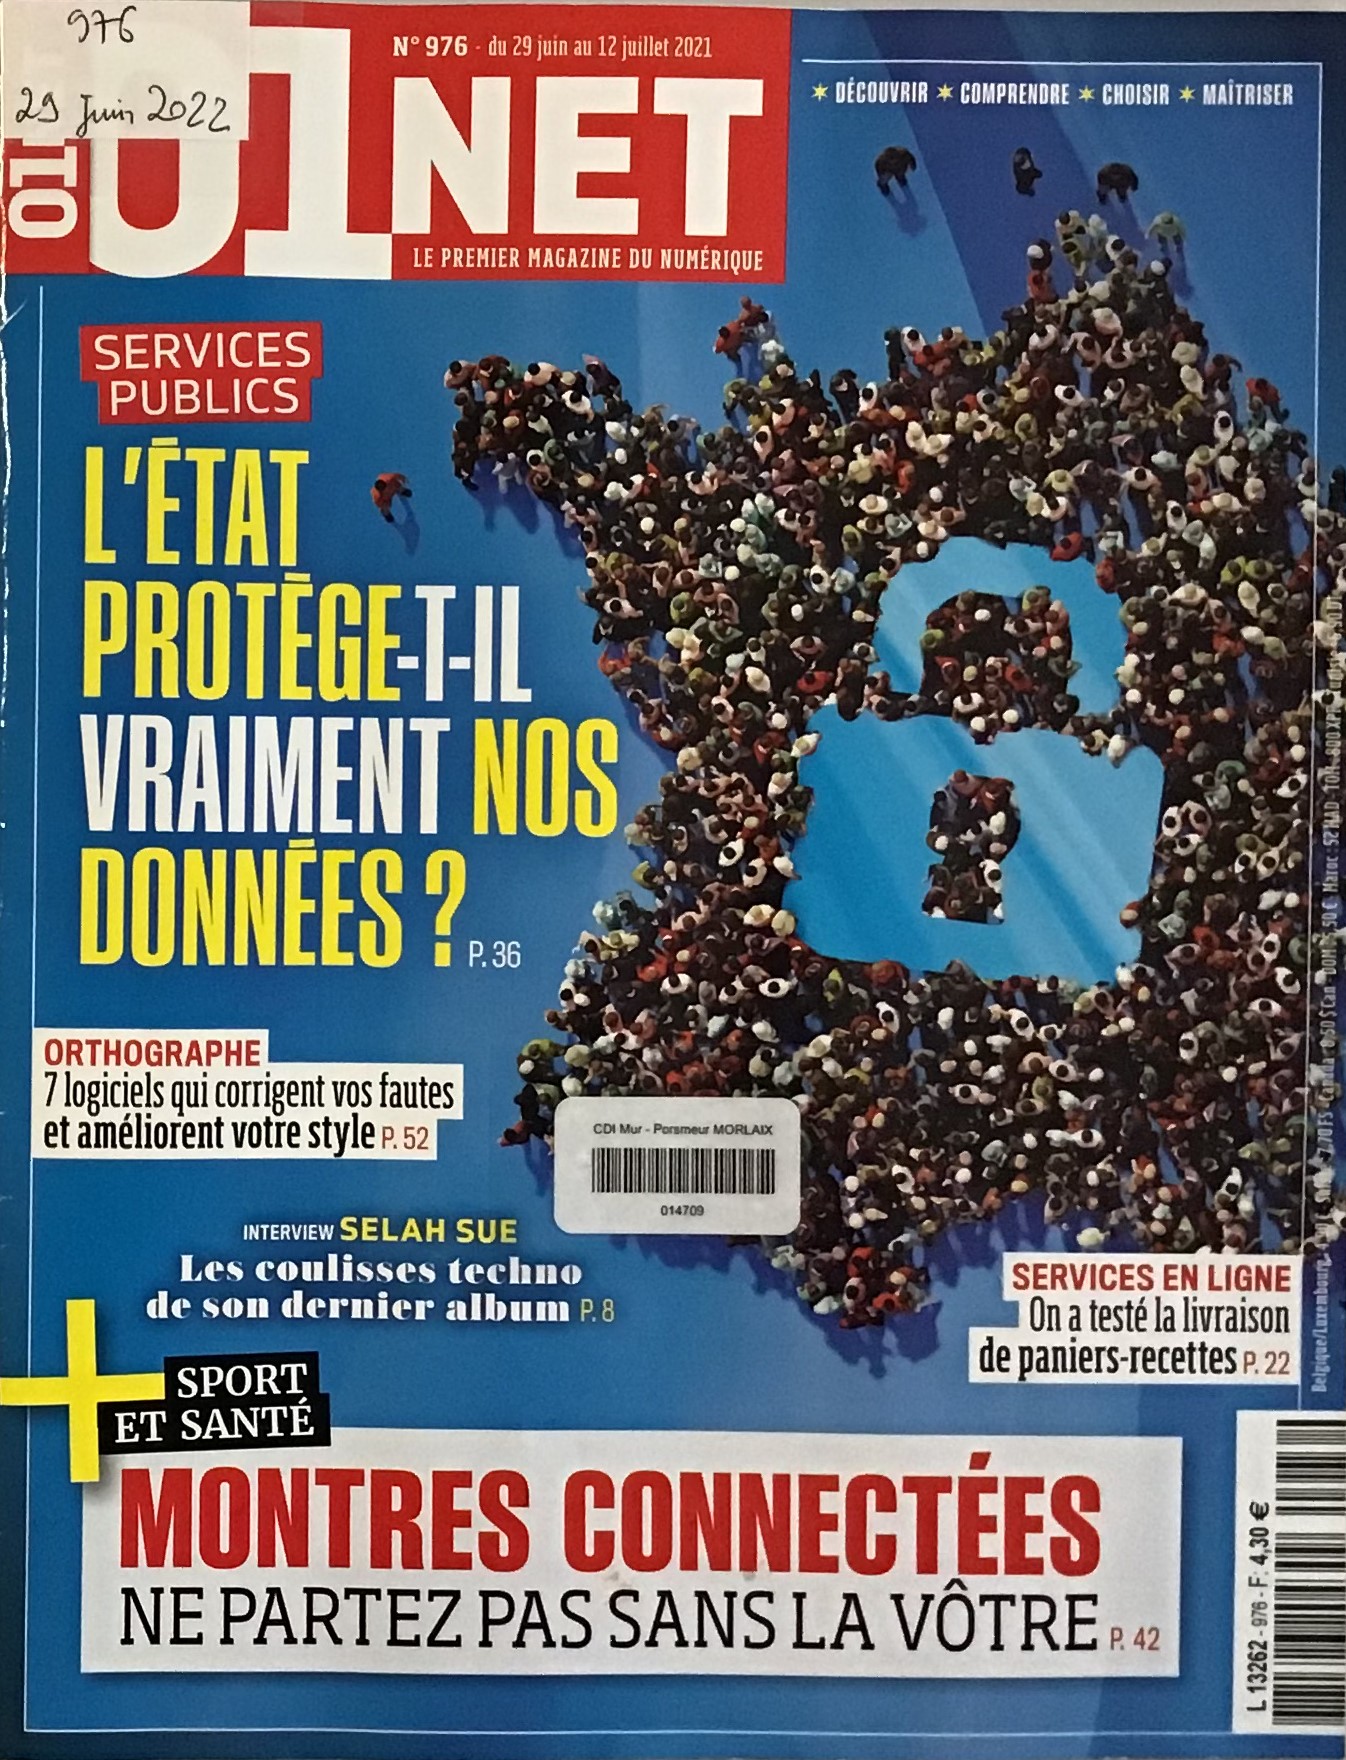 976
29 Juin 2022
N° 976 - du 29 juin au 12 juillet 2021
01NET
LE PREMIER MAGAZINE DU NUMÉRIQUE
DÉCOUVRIR ✶ COMPRENDRE ✶ CHOISIR ✶ MAÎTRISER
SERVICES
PUBLICS
L'ÉTAT
PROTÈGE-T-IL
VRAIMENT NOS
DONNÉES ? P. 36
ORTHOGRAPHE
7 logiciels qui corrigent vos fautes
et améliorent votre style P. 52
CDI Mur - Porsmeur MORLAIX
014709
INTERVIEW SELAH SUE
Les coulisses techno
de son dernier album P. 8
SERVICES EN LIGNE
On a testé la livraison
de paniers-recettes P. 22
SPORT
ET SANTÉ
MONTRES CONNECTÉES
NE PARTEZ PAS SANS LA VÔTRE P. 42
L 13262 - 976 - F: 4,30 €